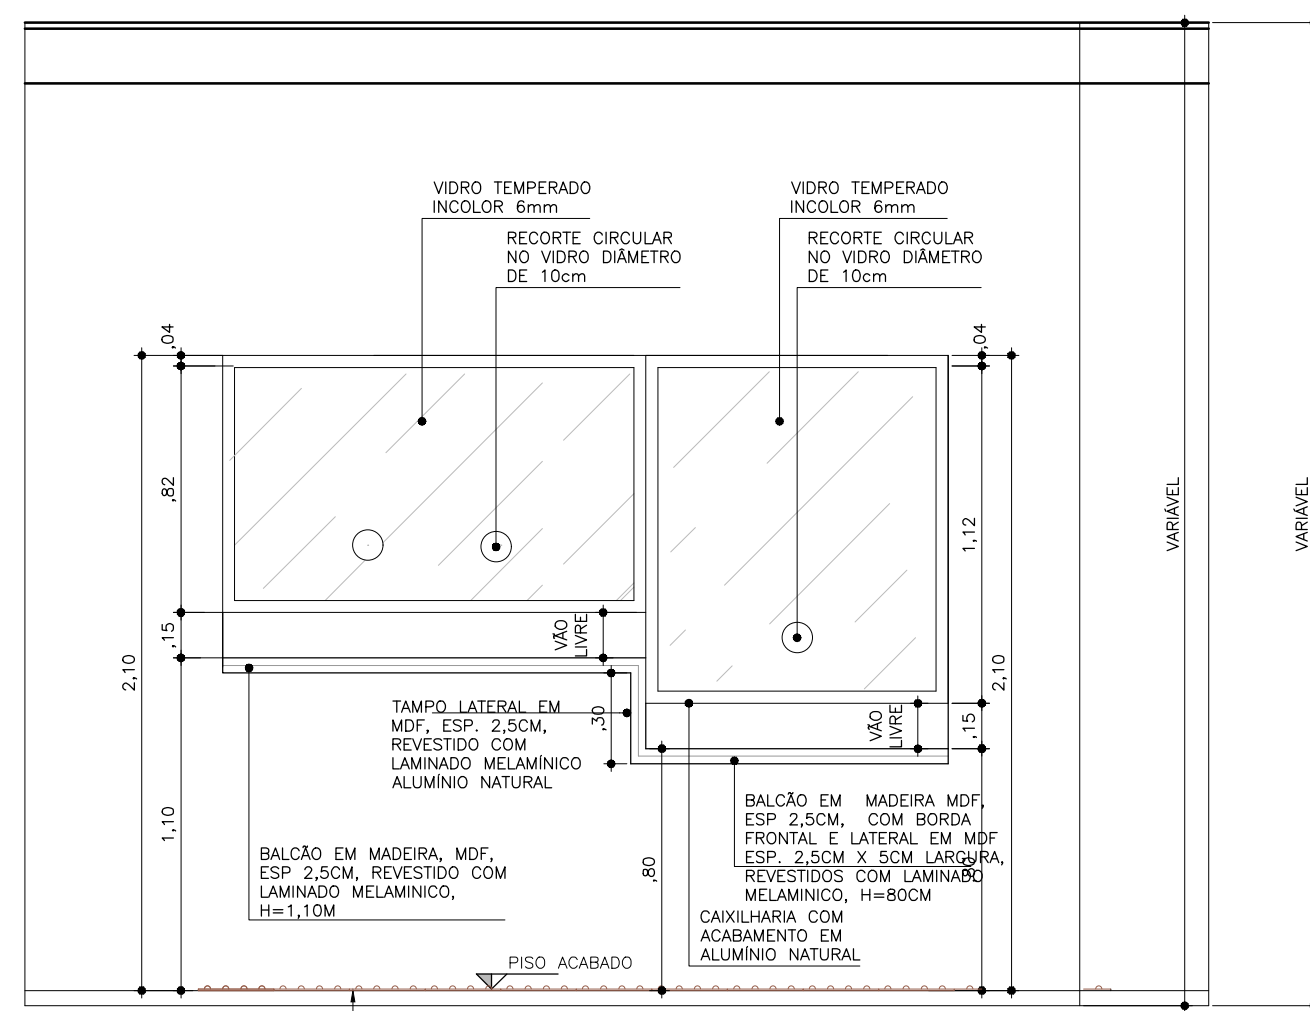 VIDRO TEMPERADO
INCOLOR 6mm
RECORTE CIRCULAR
NO VIDRO DIÂMETRO
DE 10cm
VIDRO TEMPERADO
INCOLOR 6mm
RECORTE CIRCULAR
NO VIDRO DIÂMETRO
DE 10cm
,04
,82
,15
2,10
1,10
,04
1,12
2,10
,15
,80
VARIÁVEL
VARIÁVEL
VÃO
LIVRE
VÃO
LIVRE
,30
,80
TAMPO LATERAL EM
MDF, ESP. 2,5CM,
REVESTIDO COM
LAMINADO MELAMÍNICO
ALUMÍNIO NATURAL
BALCÃO EM MADEIRA MDF,
ESP 2,5CM, COM BORDA
FRONTAL E LATERAL EM MDF
ESP. 2,5CM X 5CM LARGURA,
REVESTIDOS COM LAMINADO
MELAMINICO, H=80CM
BALCÃO EM MADEIRA, MDF,
ESP 2,5CM, REVESTIDO COM
LAMINADO MELAMINICO,
H=1,10M
CAIXILHARIA COM
ACABAMENTO EM
ALUMÍNIO NATURAL
PISO ACABADO